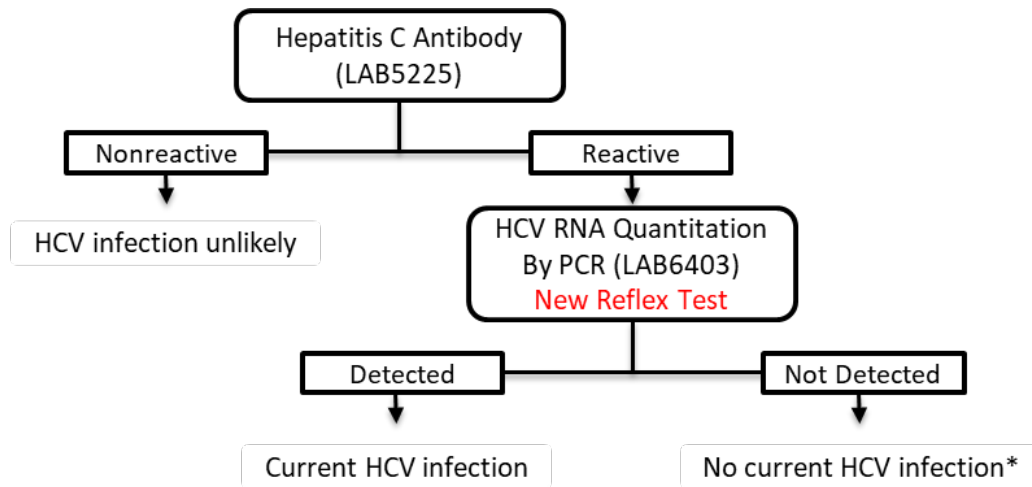 Hepatitis C Antibody
(LAB5225)
Nonreactive
Reactive
HCV infection unlikely
HCV RNA Quantitation
By PCR (LAB6403)
New Reflex Test
Detected
Not Detected
Current HCV infection
No current HCV infection*